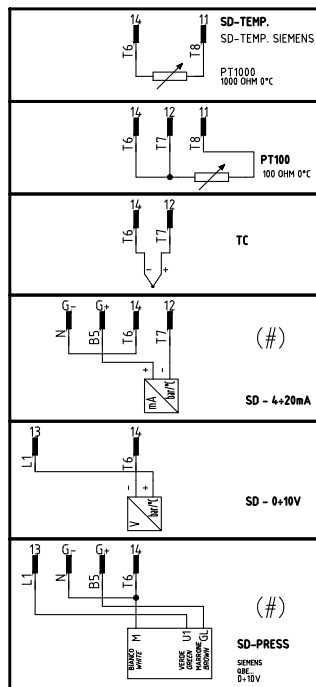 14 11 SD-TEMP.
SD-TEMP. SIEMENS
T6 T8
PT1000
1000 OHM 0°C
14 12 11
T6 T7 T8
PT100
100 OHM 0°C
14 12
T6 T7
TC
- +
G- G+ 14 12
N B5 T6 T7
(#)
+ -
mA bar/°C
SD - 4÷20mA
13 14
L1 T6
- +
V bar/°C
SD - 0÷10V
13 G- G+ 14
L1 N B5 T6
(#)
M U1 GL
BIANCO WHITE
VERDE GREEN
MARRONE BROWN
SD-PRESS
SIEMENS
QBE...
0÷10V